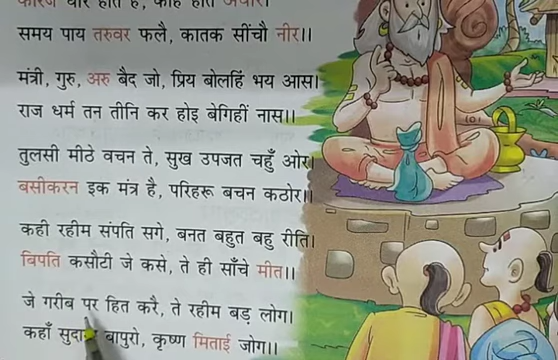 कारज धीरे होत है, काहे होत अधीर।
समय पाय तरुवर फलै, केतक सींचौ नीर।।
मंत्री, गुरु, अरु बैद जो, प्रिय बोलहिं भय आस।
राज धर्म तन तीनि कर होइ बेगिहीं नास।।
तुलसी मीठे वचन ते, सुख उपजत चहुँ ओर।
बसीकरन इक मंत्र है, परिहरू बचन कठोर।।
कही रहीम संपति सगे, बनत बहुत बहु रीति।
बिपति कसौटी जे कसे, ते ही साँचे मीत।।
जे गरीब पर हित करै, ते रहीम बड़ लोग।
कहाँ सुदा बापुरो, कृष्ण मिताई जोग।।